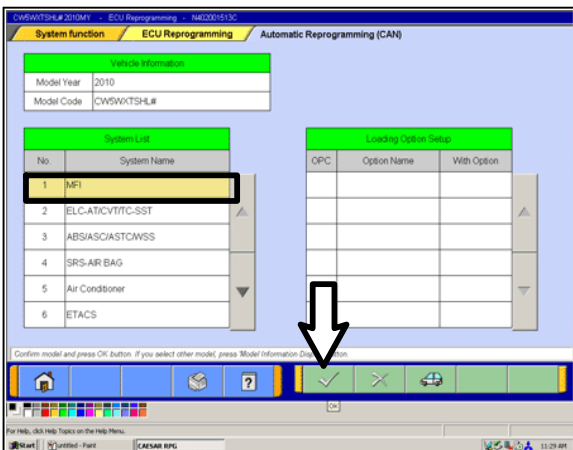 CW5WXTSHL# 2010MY - ECU Reprogramming - N402001513C
System function ECU Reprogramming Automatic Reprogramming (CAN)
Vehicle Information
Model Year 2010
Model Code CW5WXTSHL#
System List
No. System Name
1 MFI
2 ELC-AT/CVT/TC-SST
3 ABS/ASC/ASTC/WSS
4 SRS-AIR BAG
5 Air Conditioner
6 ETACS
Loading Option Setup
OPC Option Name With Option
Confirm model and press OK button. If you select other model, press 'Model Information
?
OK
For Help, click Help Topics on the Help Menu.
Start untitled - Paint CAESAR RPG 11:29 AM